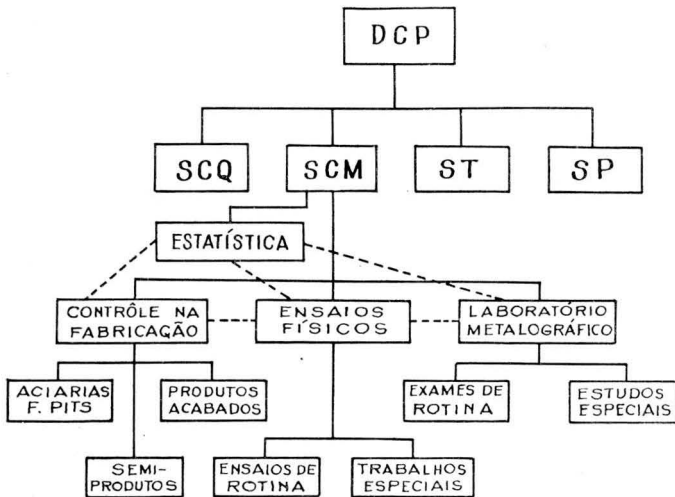 DCP
SCQ
SCM
ST
SP
ESTATÍSTICA
CONTRÔLE NA
FABRICAÇÃO
ENSAIOS
FÍSICOS
LABORATÓRIO
METALOGRÁFICO
ACIARIAS
F. PITS
PRODUTOS
ACABADOS
EXAMES DE
ROTINA
ESTUDOS
ESPECIAIS
SEMI-
PRODUTOS
ENSAIOS DE
ROTINA
TRABALHOS
ESPECIAIS